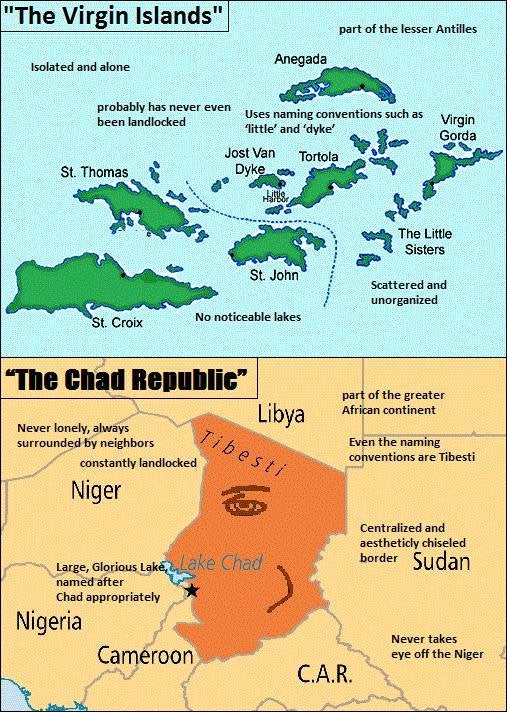 "The Virgin Islands"
part of the lesser Antilles
Isolated and alone
Anegada
probably has never even
been landlocked
Uses naming conventions such as
'little' and 'dyke'
Virgin
Gorda
Jost Van
Dyke
Tortola
St. Thomas
Little
Harbor
The Little
Sisters
St. John
Scattered and
unorganized
St. Croix
No noticeable lakes
"The Chad Republic"
part of the greater
African continent
Libya
Never lonely, always
surrounded by neighbors
Tibesti
Even the naming
conventions are Tibesti
constantly landlocked
Niger
Centralized and
aestheticly chiseled
border
Sudan
Large, Glorious Lake,
named after
Chad appropriately
Lake Chad
Nigeria
Never takes
eye off the Niger
Cameroon
C.A.R.